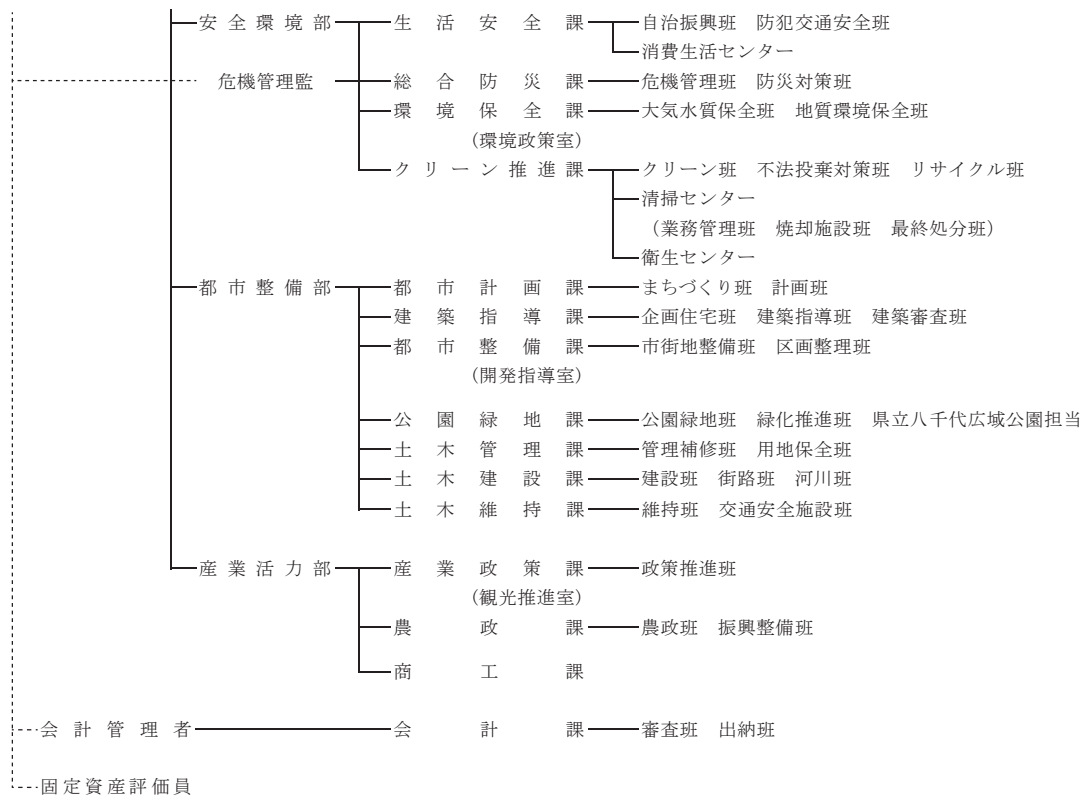 安全環境部 生活安全課 自治振興班 防犯交通安全班
消費生活センター
危機管理監 総合防災課 危機管理班 防災対策班
環境保全課 大気水質保全班 地質環境保全班
(環境政策室)
クリーン推進課 クリーン班 不法投棄対策班 リサイクル班
清掃センター
(業務管理班 焼却施設班 最終処分班)
衛生センター
都市整備部 都市計画課 まちづくり班 計画班
建築指導課 企画住宅班 建築指導班 建築審査班
都市整備課 市街地整備班 区画整理班
(開発指導室)
公園緑地課 公園緑地班 緑化推進班 県立八千代広域公園担当
土木管理課 管理補修班 用地保全班
土木建設課 建設班 街路班 河川班
土木維持課 維持班 交通安全施設班
産業活力部 産業政策課 政策推進班
(観光推進室)
農政課 農政班 振興整備班
商工課
会計管理者 会計課 審査班 出納班
固定資産評価員